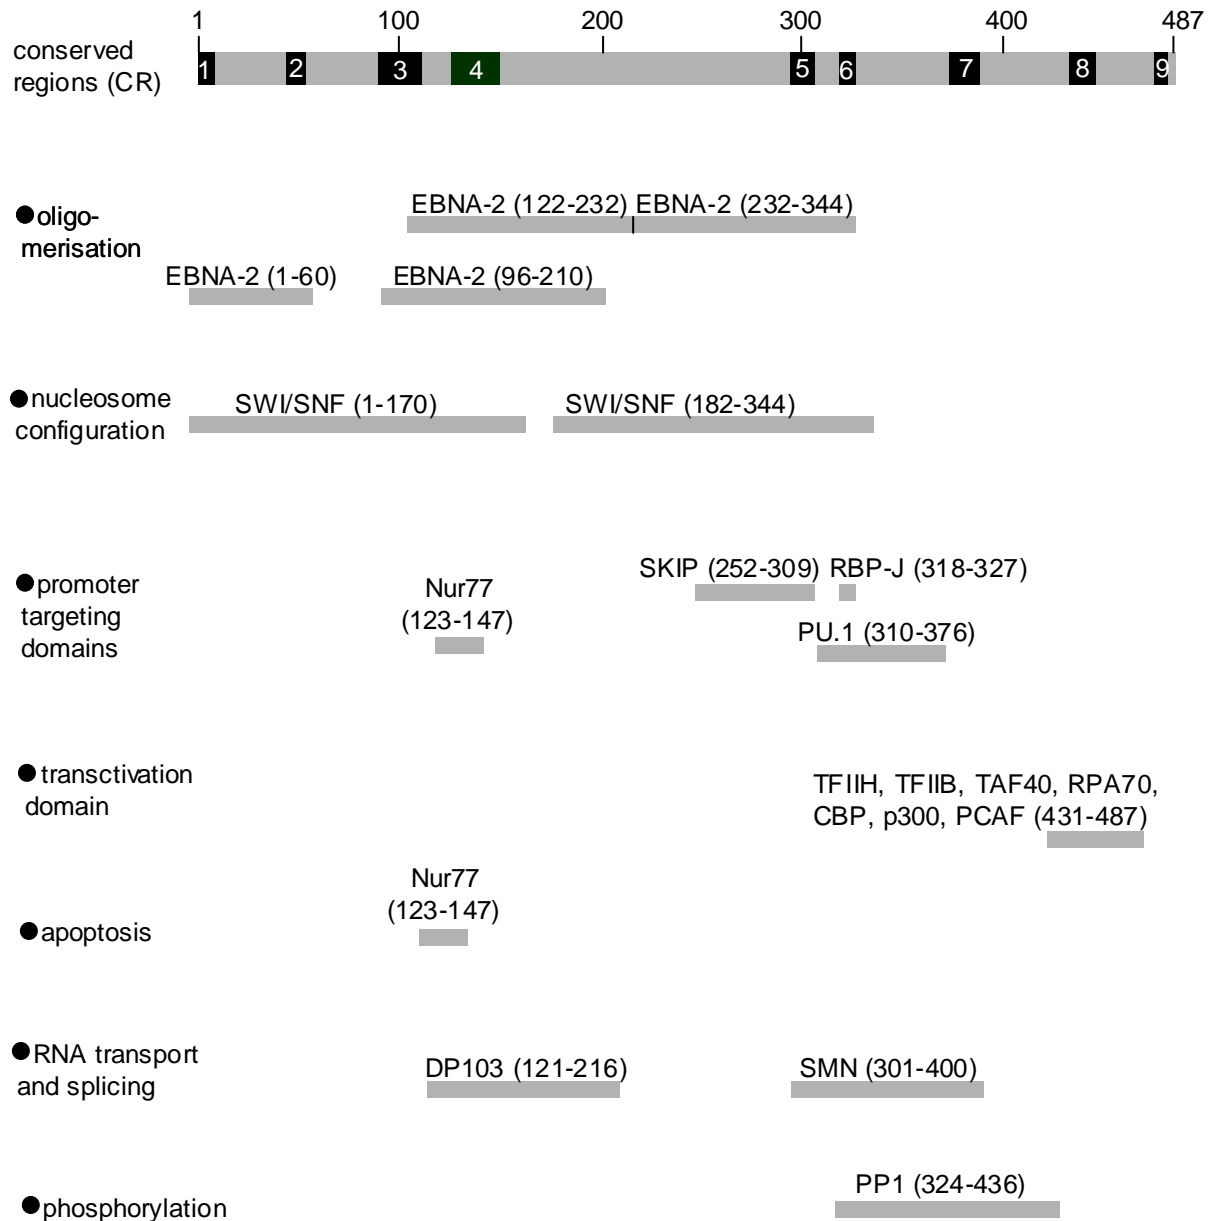 1 100 200 300 400 487
conserved
regions (CR)
1 2 3 4 5 6 7 8 9
●oligo-
merisation
EBNA-2 (122-232) EBNA-2 (232-344)
EBNA-2 (1-60) EBNA-2 (96-210)
●nucleosome
configuration
SWI/SNF (1-170) SWI/SNF (182-344)
●promoter
targeting
domains
Nur77
(123-147)
SKIP (252-309) RBP-J (318-327)
PU.1 (310-376)
●transctivation
domain
TFIIH, TFIIB, TAF40, RPA70,
CBP, p300, PCAF (431-487)
●apoptosis
Nur77
(123-147)
●RNA transport
and splicing
DP103 (121-216) SMN (301-400)
●phosphorylation
PP1 (324-436)